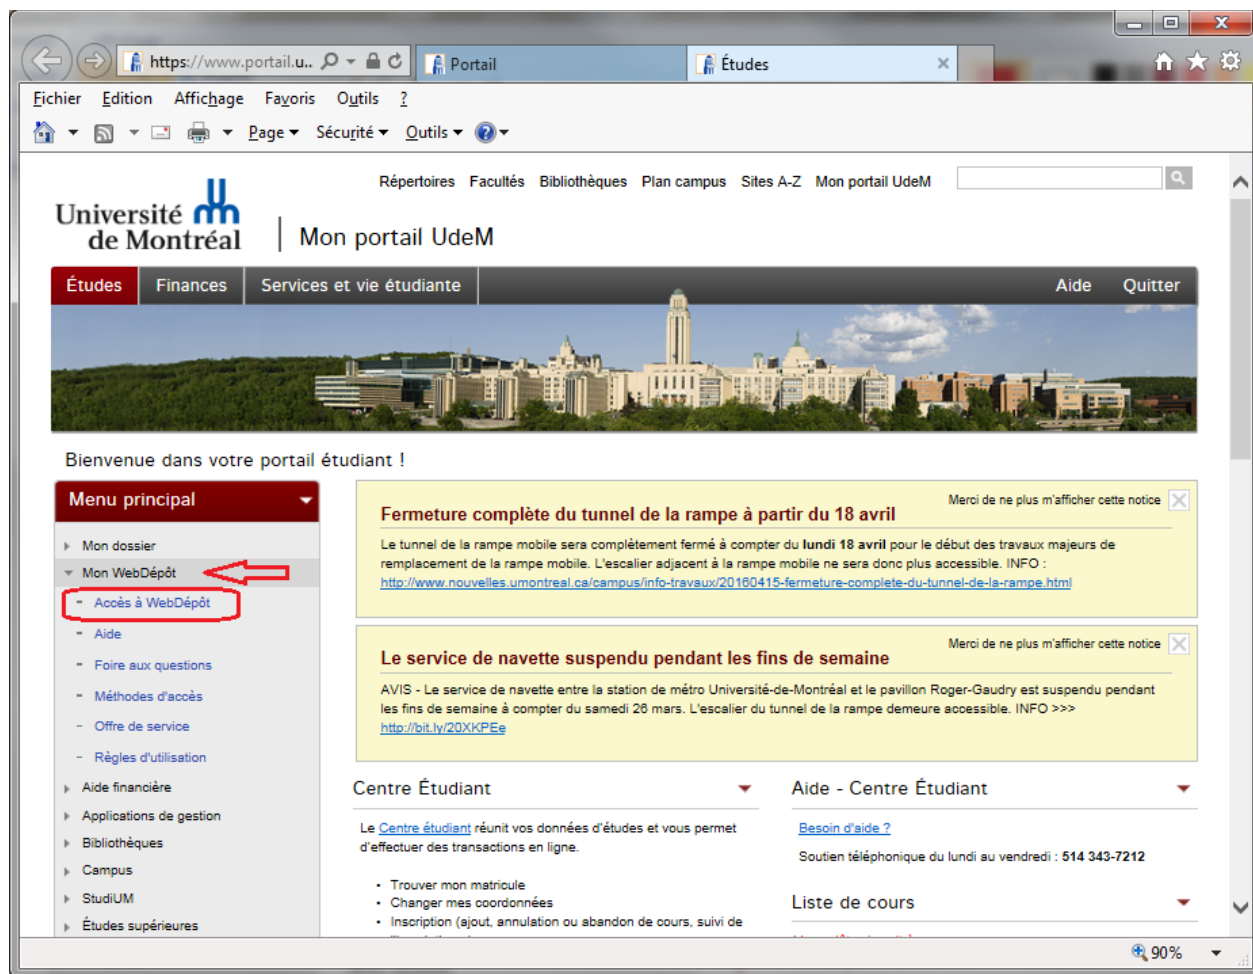 https://www.portail.u..
Portail
Études
Fichier Edition Affichage Favoris Outils ?
Page Sécurité Outils
Répertoires Facultés Bibliothèques Plan campus Sites A-Z Mon portail UdeM
Université de Montréal
Mon portail UdeM
Études Finances Services et vie étudiante Aide Quitter
Bienvenue dans votre portail étudiant !
Menu principal
Mon dossier
Mon WebDépôt
Accès à WebDépôt
Aide
Foire aux questions
Méthodes d'accès
Offre de service
Règles d'utilisation
Aide financière
Applications de gestion
Bibliothèques
Campus
StudiUM
Études supérieures
Merci de ne plus m'afficher cette notice
Fermeture complète du tunnel de la rampe à partir du 18 avril
Le tunnel de la rampe mobile sera complètement fermé à compter du lundi 18 avril pour le début des travaux majeurs de
remplacement de la rampe mobile. L'escalier adjacent à la rampe mobile ne sera donc plus accessible. INFO :
http://www.nouvelles.umontreal.ca/campus/info-travaux/20160415-fermeture-complete-du-tunnel-de-la-rampe.html
Merci de ne plus m'afficher cette notice
Le service de navette suspendu pendant les fins de semaine
AVIS - Le service de navette entre la station de métro Université-de-Montréal et le pavillon Roger-Gaudry est suspendu pendant
les fins de semaine à compter du samedi 26 mars. L'escalier du tunnel de la rampe demeure accessible. INFO >>>
http://bit.ly/20XKPEe
Centre Étudiant
Le Centre étudiant réunit vos données d'études et vous permet
d'effectuer des transactions en ligne.
• Trouver mon matricule
• Changer mes coordonnées
• Inscription (ajout, annulation ou abandon de cours, suivi de
Aide - Centre Étudiant
Besoin d'aide ?
Soutien téléphonique du lundi au vendredi : 514 343-7212
Liste de cours
90%